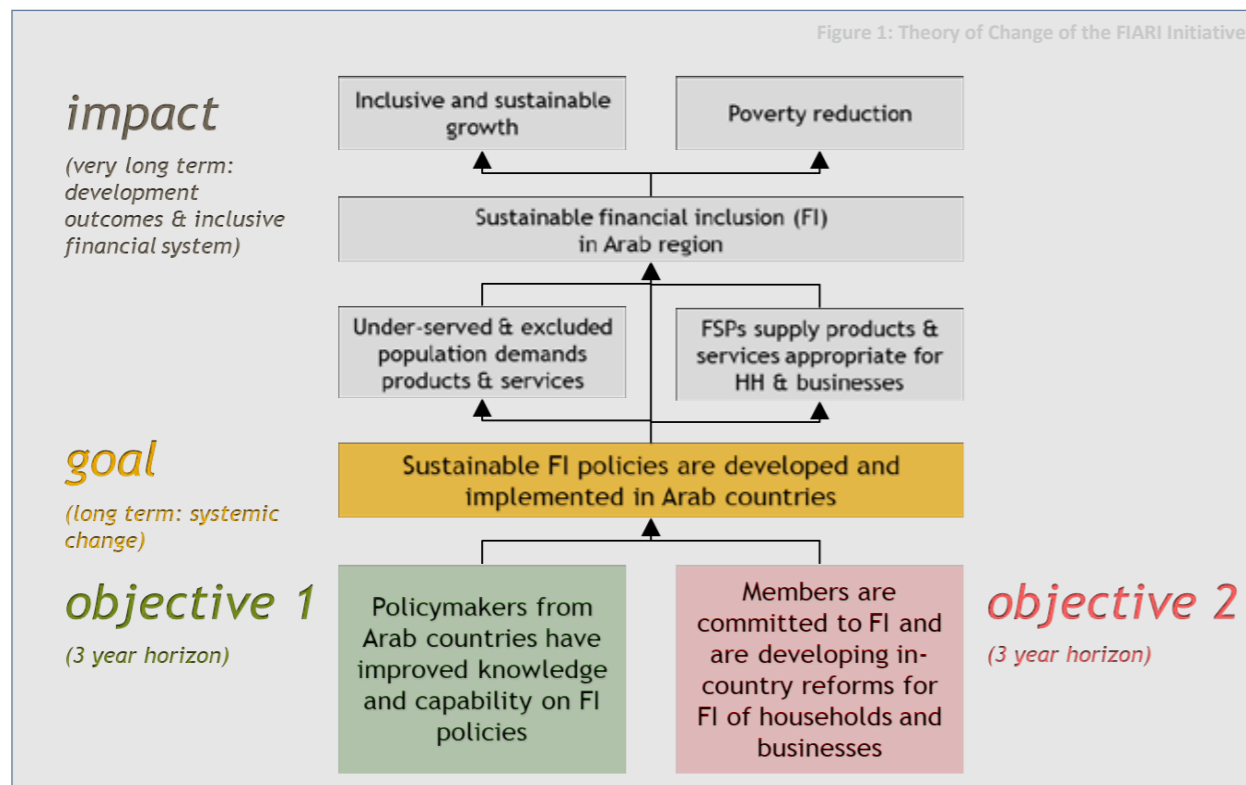 Figure 1: Theory of Change of the FIARI Initiative
impact
(very long term:
development
outcomes & inclusive
financial system)
Inclusive and sustainable
growth
Poverty reduction
Sustainable financial inclusion (FI)
in Arab region
Under-served & excluded
population demands
products & services
FSPs supply products &
services appropriate for
HH & businesses
goal
(long term: systemic
change)
Sustainable FI policies are developed and
implemented in Arab countries
objective 1
(3 year horizon)
Policymakers from
Arab countries have
improved knowledge
and capability on FI
policies
Members are
committed to FI and
are developing in-
country reforms for
FI of households and
businesses
objective 2
(3 year horizon)